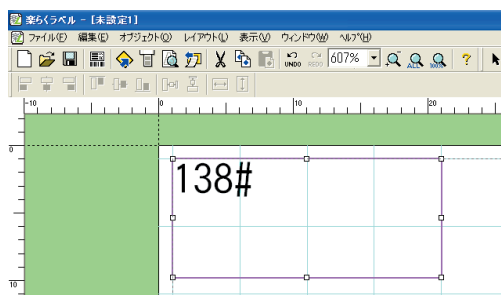 楽らくラベル - [未設定1]
ファイル(F) 編集(E) オブジェクト(O) レイアウト(L) 表示(V) ウィンドウ(W) ヘルプ(H)
UNDO REDO 607% ALL 100% ?
-10 0 10 20
0
138#
10